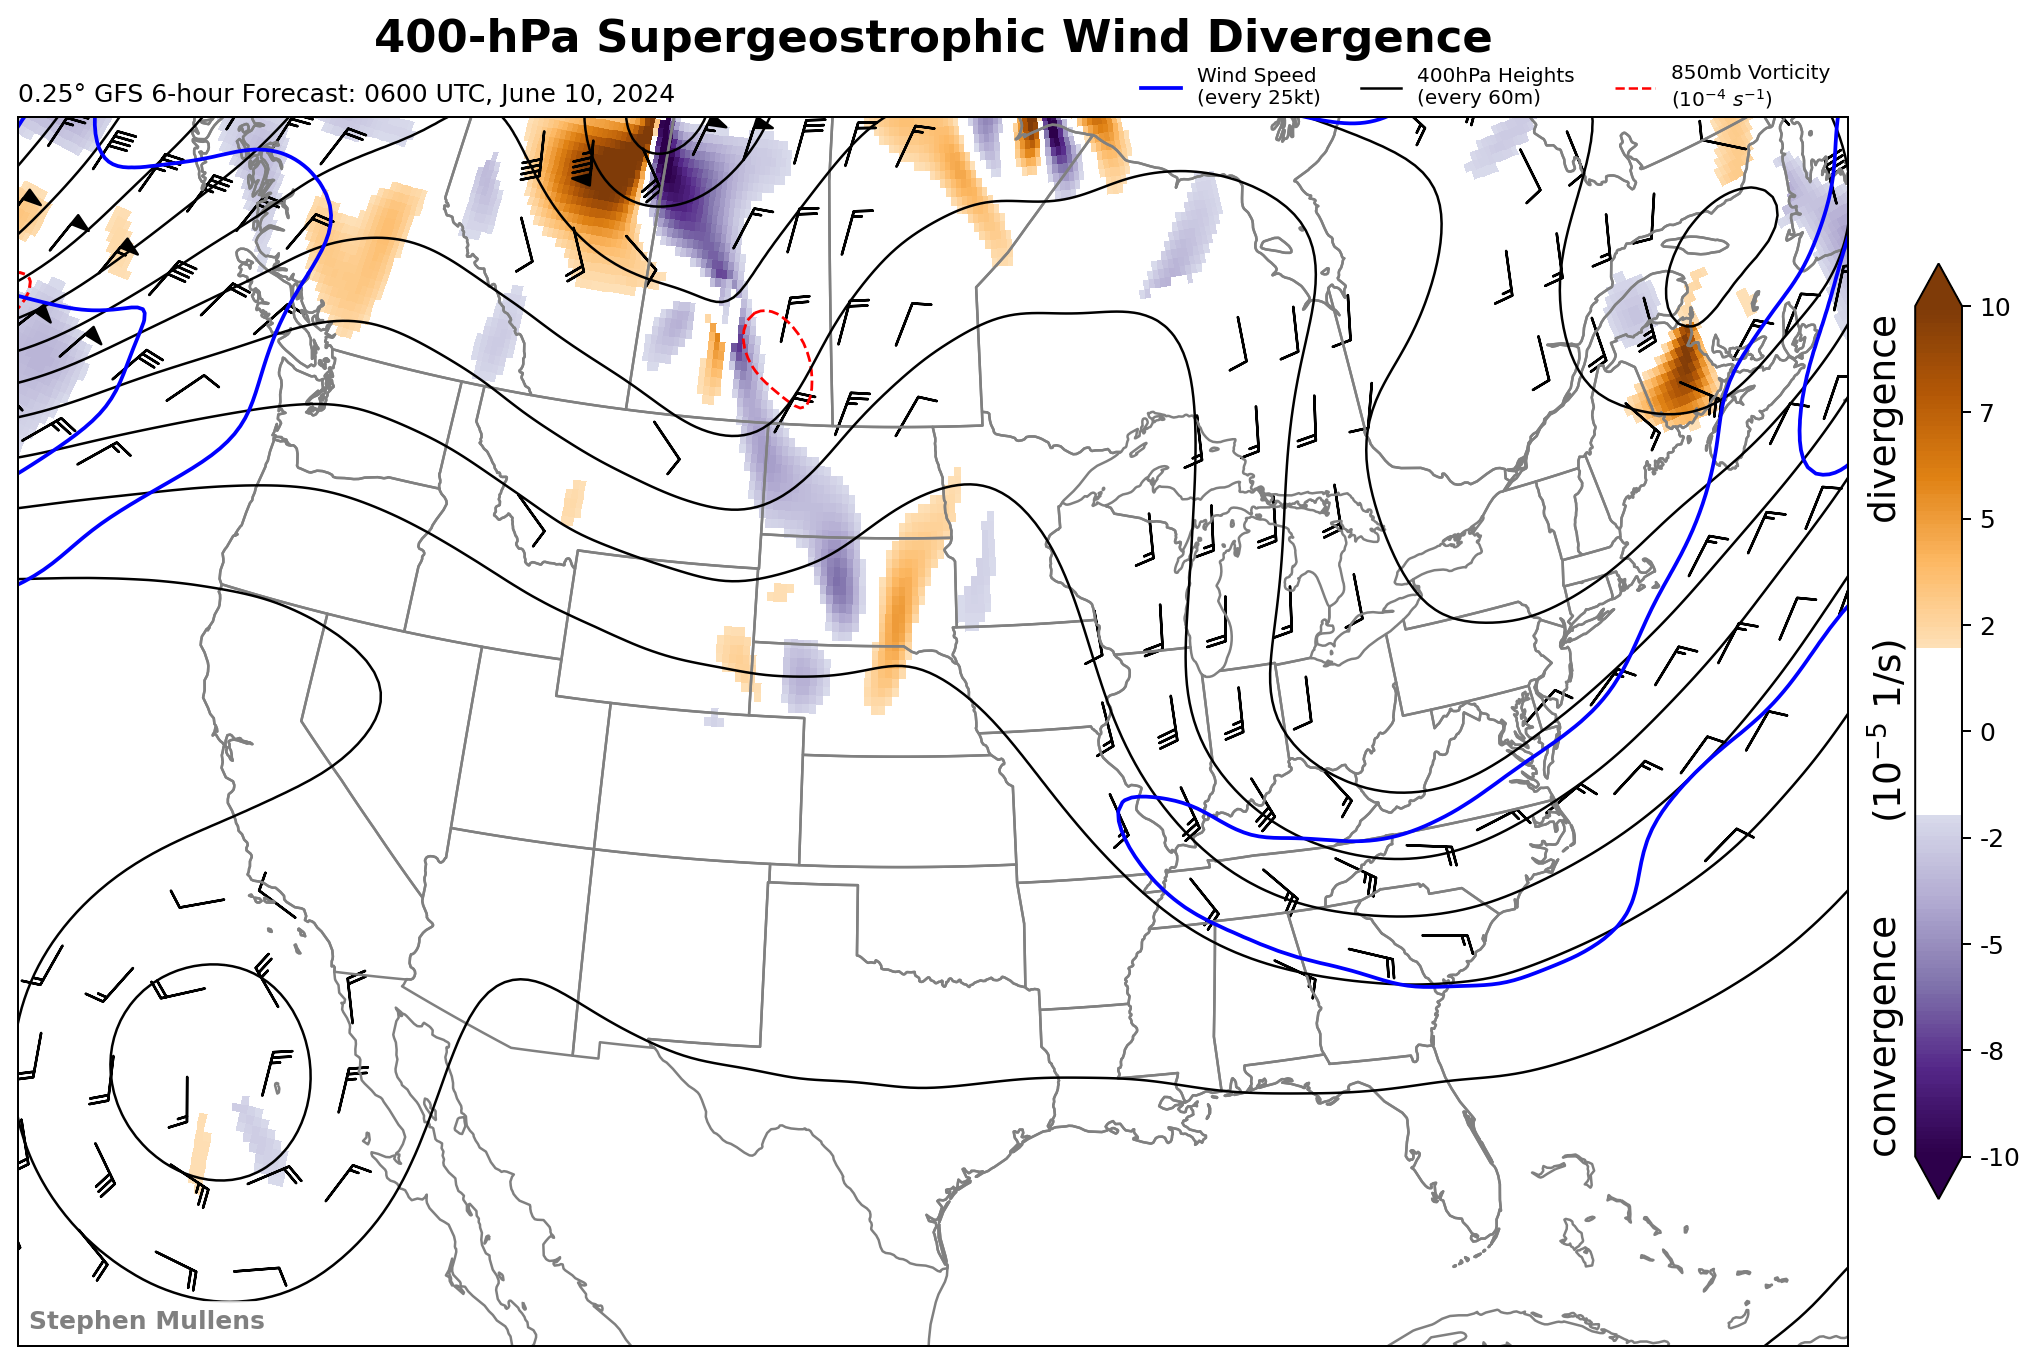 400-hPa Supergeostrophic Wind Divergence
0.25° GFS 6-hour Forecast: 0600 UTC, June 10, 2024
Wind Speed
(every 25kt)
400hPa Heights
(every 60m)
850mb Vorticity
(10⁻⁴ s⁻¹)
10
7
5
2
0
-2
-5
-8
-10
convergence (10⁻⁵ 1/s) divergence
Stephen Mullens